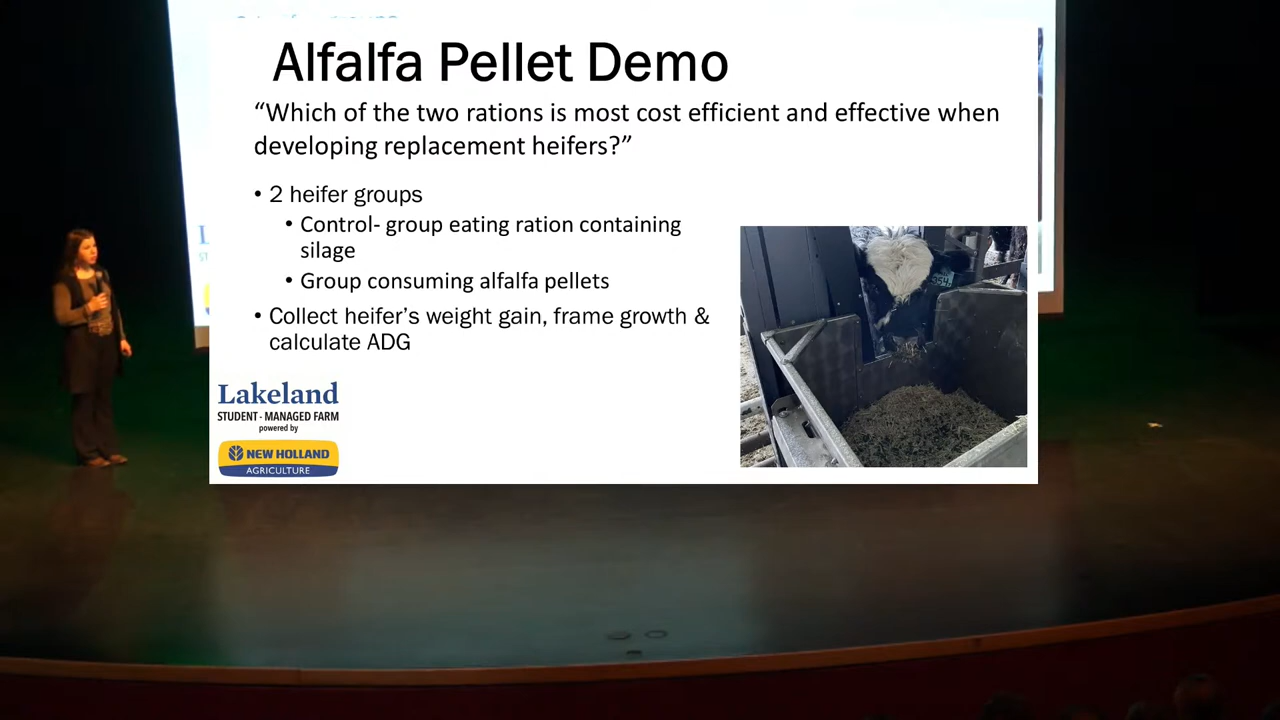 Alfalfa Pellet Demo
“Which of the two rations is most cost efficient and effective when
developing replacement heifers?”
• 2 heifer groups
• Control- group eating ration containing
silage
• Group consuming alfalfa pellets
• Collect heifer’s weight gain, frame growth &
calculate ADG
Lakeland
STUDENT-MANAGED FARM
powered by
NEW HOLLAND
AGRICULTURE